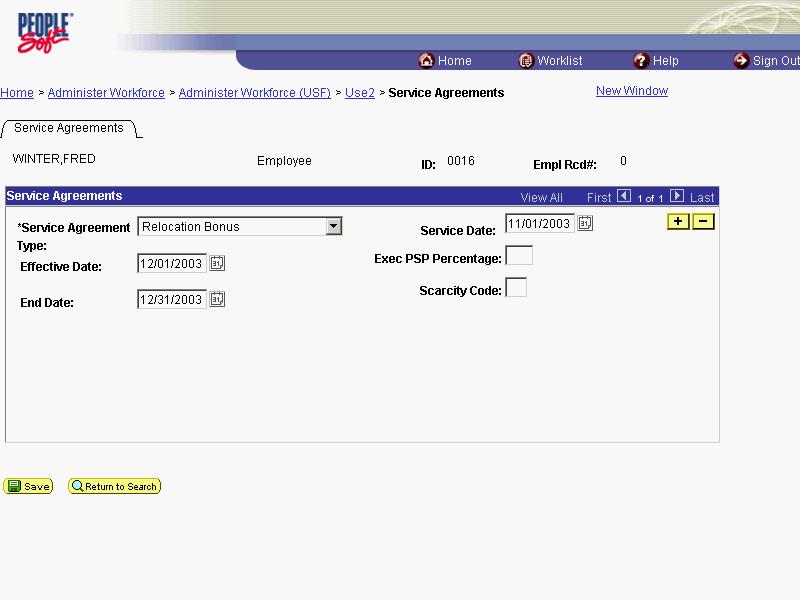 PEOPLE
Soft
Home Worklist Help Sign Out
Home > Administer Workforce > Administer Workforce (USF) > Use2 > Service Agreements New Window
Service Agreements
WINTER,FRED Employee ID: 0016 Empl Rcd#: 0
Service Agreements View All First 1 of 1 Last
*Service Agreement Type: Relocation Bonus Service Date: 11/01/2003 31 + −
Effective Date: 12/01/2003 31 Exec PSP Percentage:
End Date: 12/31/2003 31 Scarcity Code:
Save Return to Search